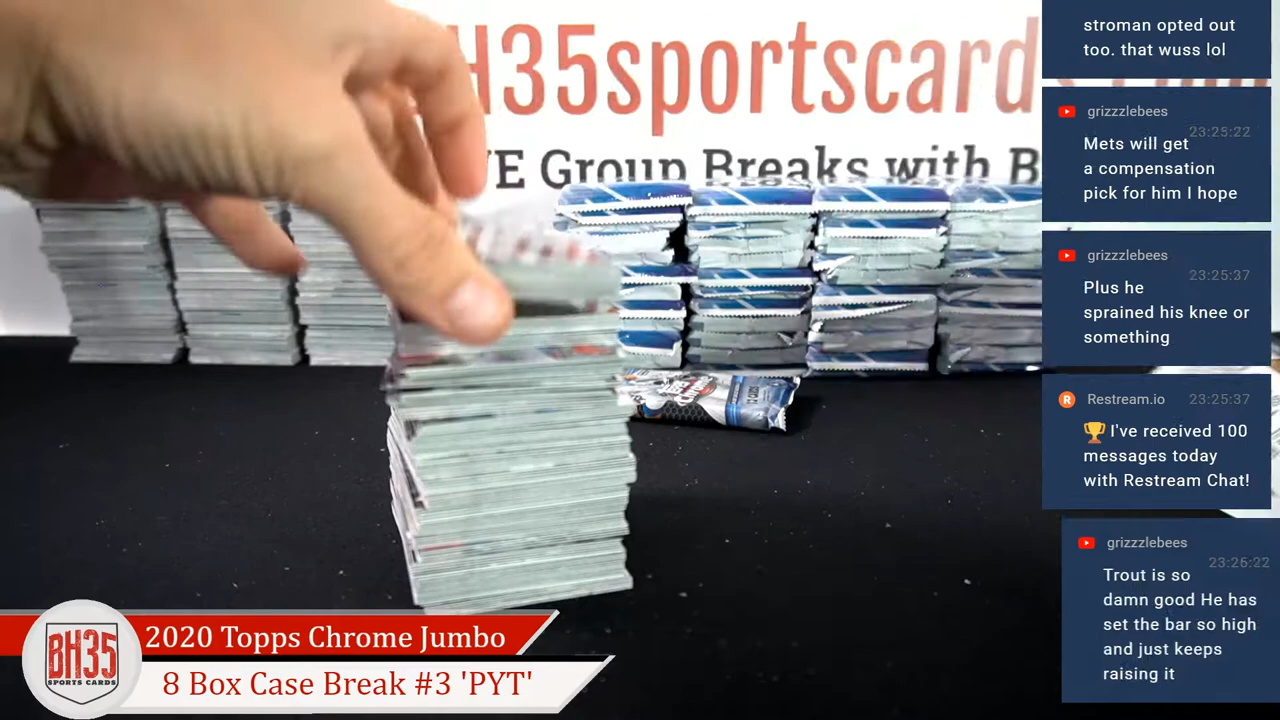 H35sportscard
VE Group Breaks with B
2020 Topps Chrome Jumbo
8 Box Case Break #3 'PYT'
BH35
SPORTS CARDS
stroman opted out
too. that wuss lol
grizzzlebees
23:25:22
Mets will get
a compensation
pick for him I hope
grizzzlebees
23:25:37
Plus he
sprained his knee or
something
R Restream.io 23:25:37
🏆 I've received 100
messages today
with Restream Chat!
grizzzlebees
23:26:22
Trout is so
damn good He has
set the bar so high
and just keeps
raising it